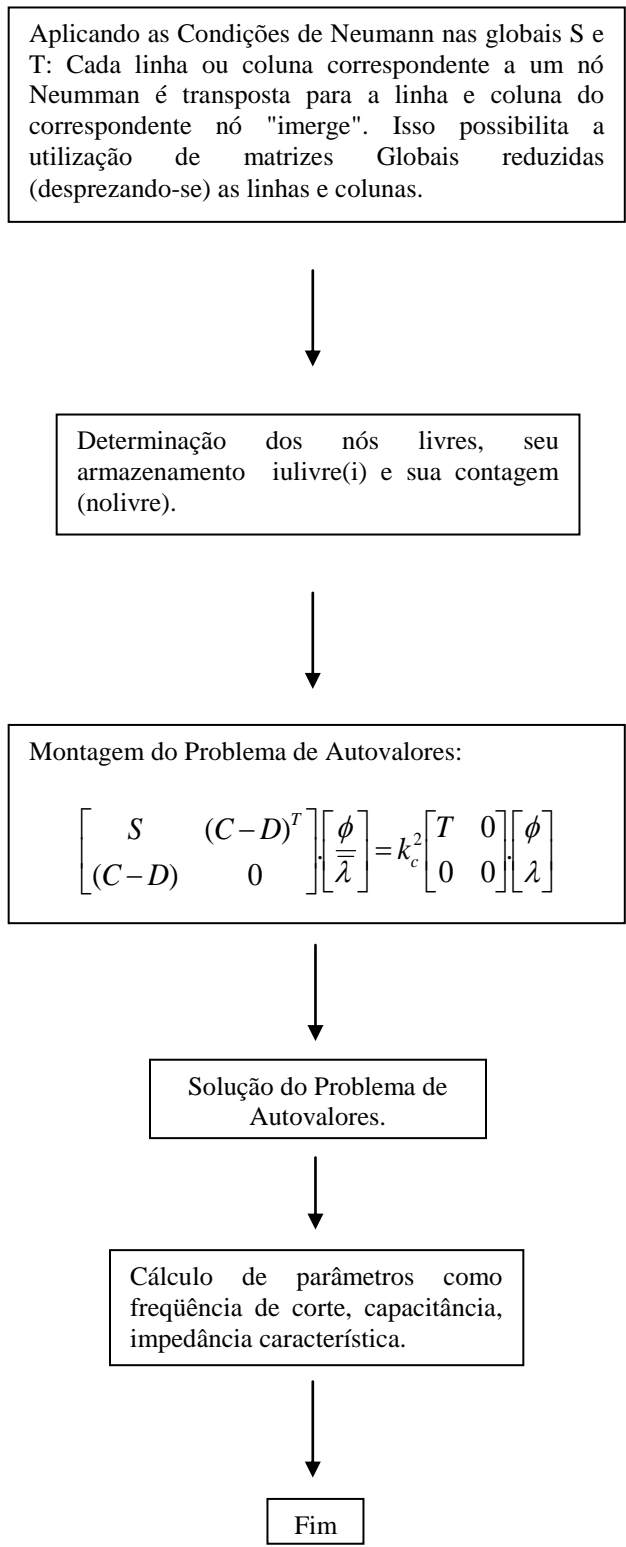 Aplicando as Condições de Neumann nas globais S e
T: Cada linha ou coluna correspondente a um nó
Neumman é transposta para a linha e coluna do
correspondente nó "imerge". Isso possibilita a
utilização de matrizes Globais reduzidas
(desprezando-se) as linhas e colunas.
Determinação dos nós livres, seu
armazenamento iulivre(i) e sua contagem
(nolivre).
Montagem do Problema de Autovalores:
[S (C−D)^T; (C−D) 0].[ϕ; λ̿] = k_c^2 [T 0; 0 0].[ϕ; λ]
Solução do Problema de
Autovalores.
Cálculo de parâmetros como
freqüência de corte, capacitância,
impedância característica.
Fim